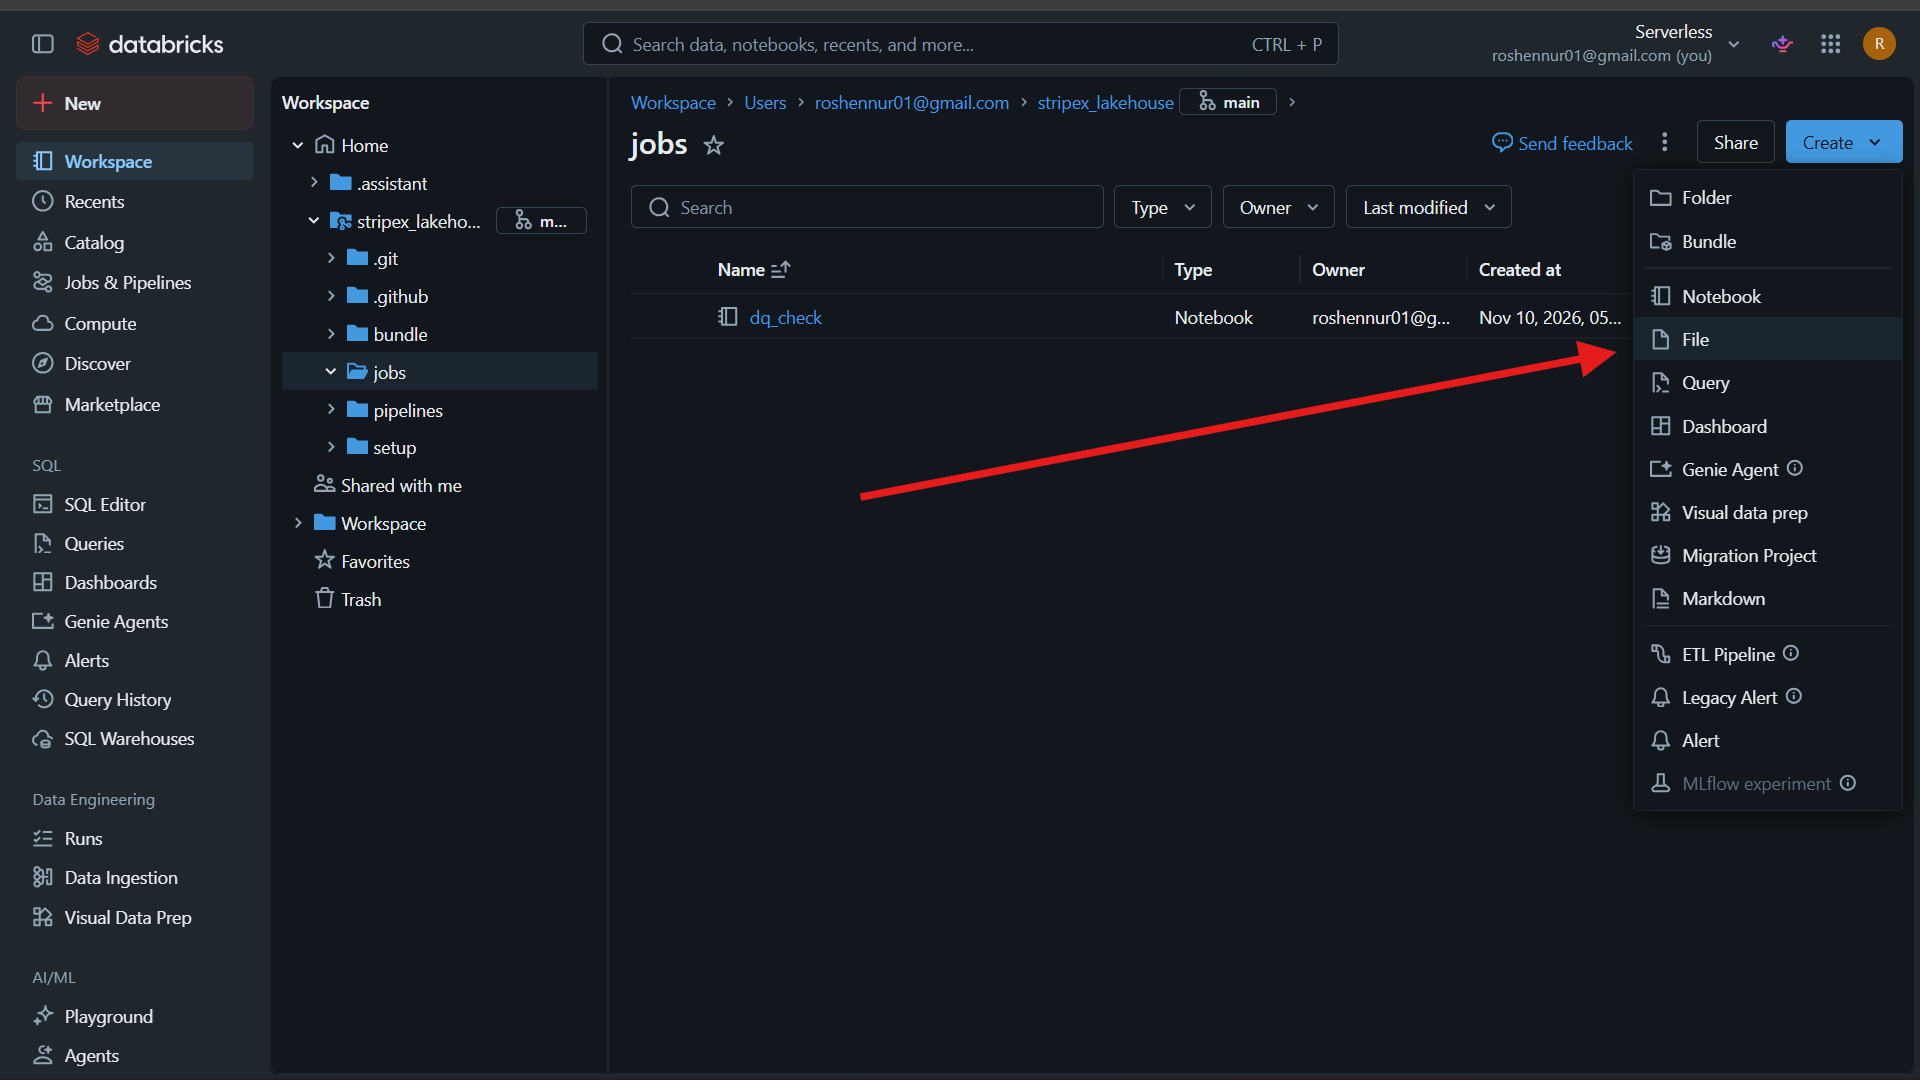 databricks
Search data, notebooks, recents, and more...
CTRL + P
Serverless
roshennur01@gmail.com (you)
R
New
Workspace
Recents
Catalog
Jobs & Pipelines
Compute
Discover
Marketplace
SQL
SQL Editor
Queries
Dashboards
Genie Agents
Alerts
Query History
SQL Warehouses
Data Engineering
Runs
Data Ingestion
Visual Data Prep
AI/ML
Playground
Agents
Workspace
Home
.assistant
stripex_lakeho... m...
.git
.github
bundle
jobs
pipelines
setup
Shared with me
Workspace
Favorites
Trash
Workspace > Users > roshennur01@gmail.com > stripex_lakehouse main >
jobs
Send feedback
Share
Create
Search
Type
Owner
Last modified
Name Type Owner Created at
dq_check Notebook roshennur01@g... Nov 10, 2026, 05...
Folder
Bundle
Notebook
File
Query
Dashboard
Genie Agent
Visual data prep
Migration Project
Markdown
ETL Pipeline
Legacy Alert
Alert
MLflow experiment